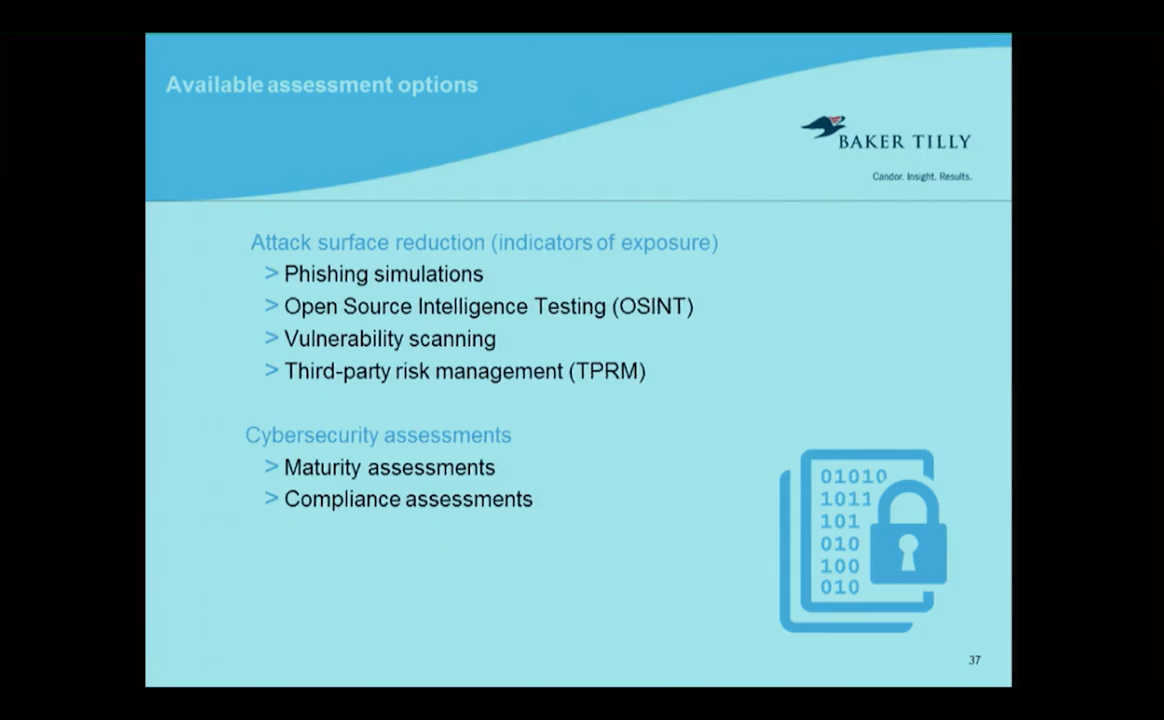 Available assessment options
BAKER TILLY
Candor. Insight. Results.
Attack surface reduction (indicators of exposure)
> Phishing simulations
> Open Source Intelligence Testing (OSINT)
> Vulnerability scanning
> Third-party risk management (TPRM)
Cybersecurity assessments
> Maturity assessments
> Compliance assessments
01010
1011
101
010
100
010
37